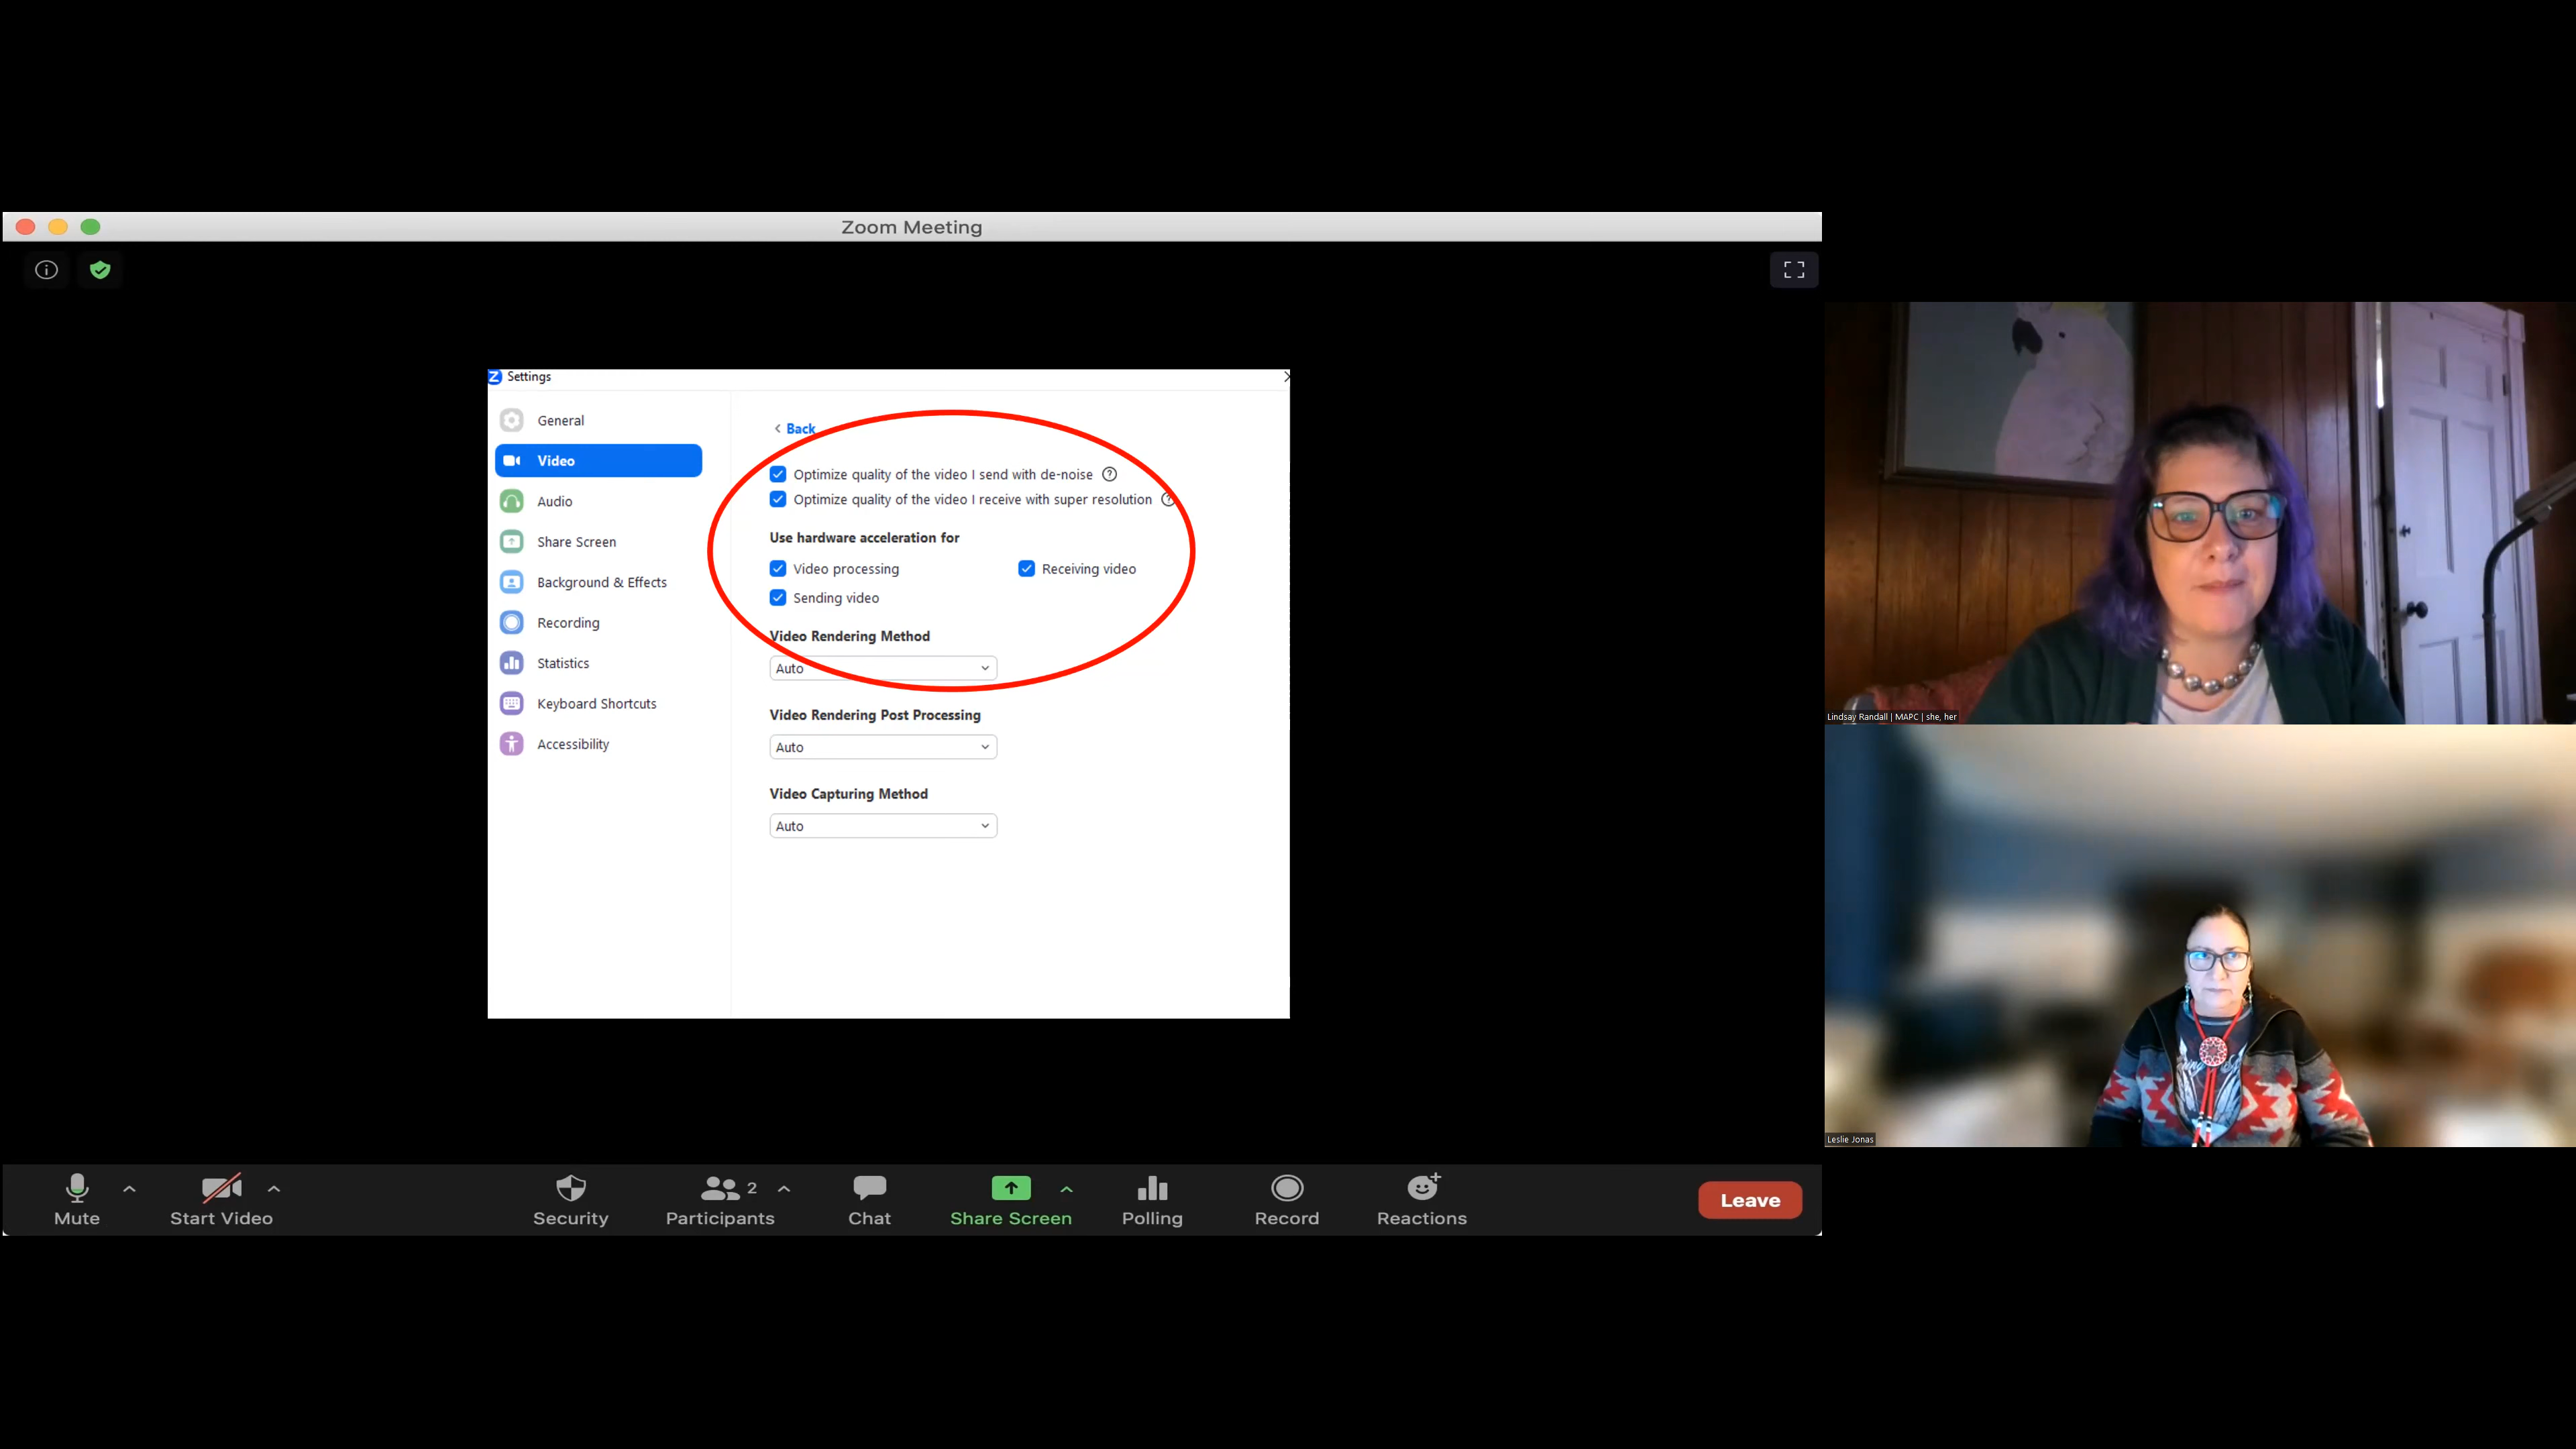 Zoom Meeting
Settings
General
Video
Audio
Share Screen
Background & Effects
Recording
Statistics
Keyboard Shortcuts
Accessibility
Back
Optimize quality of the video I send with de-noise
Optimize quality of the video I receive with super resolution
Use hardware acceleration for
Video processing
Receiving video
Sending video
Video Rendering Method
Auto
Video Rendering Post Processing
Auto
Video Capturing Method
Auto
Lindsay Randall | MAPC | she, her
Leslie Jonas
Mute
Start Video
Security
2
Participants
Chat
Share Screen
Polling
Record
Reactions
Leave